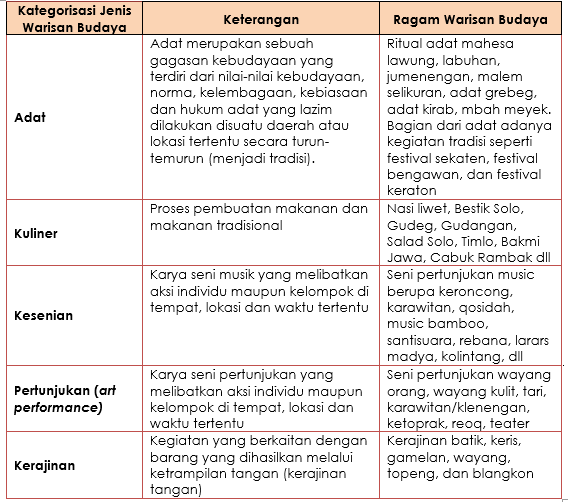 Kategorisasi Jenis
Warisan Budaya
Keterangan
Ragam Warisan Budaya
Adat
Adat merupakan sebuah
gagasan kebudayaan yang
terdiri dari nilai-nilai kebudayaan,
norma, kelembagaan, kebiasaan
dan hukum adat yang lazim
dilakukan disuatu daerah atau
lokasi tertentu secara turun-
temurun (menjadi tradisi).
Ritual adat mahesa
lawung, labuhan,
jumenengan, malem
selikuran, adat grebeg,
adat kirab, mbah meyek.
Bagian dari adat adanya
kegiatan tradisi seperti
festival sekaten, festival
bengawan, dan festival
keraton
Kuliner
Proses pembuatan makanan dan
makanan tradisional
Nasi liwet, Bestik Solo,
Gudeg, Gudangan,
Salad Solo, Timlo, Bakmi
Jawa, Cabuk Rambak dll
Kesenian
Karya seni musik yang melibatkan
aksi individu maupun kelompok di
tempat, lokasi dan waktu tertentu
Seni pertunjukan music
berupa keroncong,
karawitan, qosidah,
music bamboo,
santisuara, rebana, larars
madya, kolintang, dll
Pertunjukan (art
performance)
Karya seni pertunjukan yang
melibatkan aksi individu maupun
kelompok di tempat, lokasi dan
waktu tertentu
Seni pertunjukan wayang
orang, wayang kulit, tari,
karawitan/klenengan,
ketoprak, reog, teater
Kerajinan
Kegiatan yang berkaitan dengan
barang yang dihasilkan melalui
ketrampilan tangan (kerajinan
tangan)
Kerajinan batik, keris,
gamelan, wayang,
topeng, dan blangkon